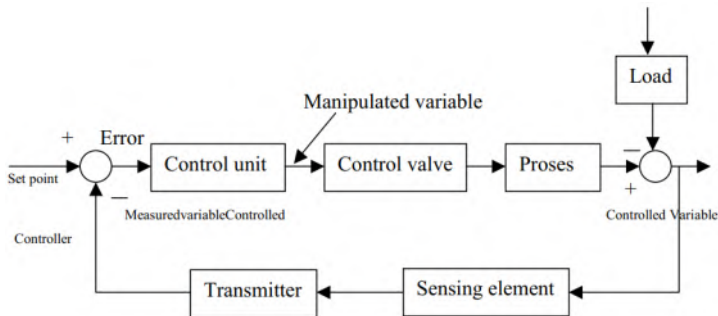 Load
Manipulated variable
+
Error
Control unit
Control valve
Proses
−
+
Set point
−
MeasuredvariableControlled
Controlled Variable
Controller
Transmitter
Sensing element